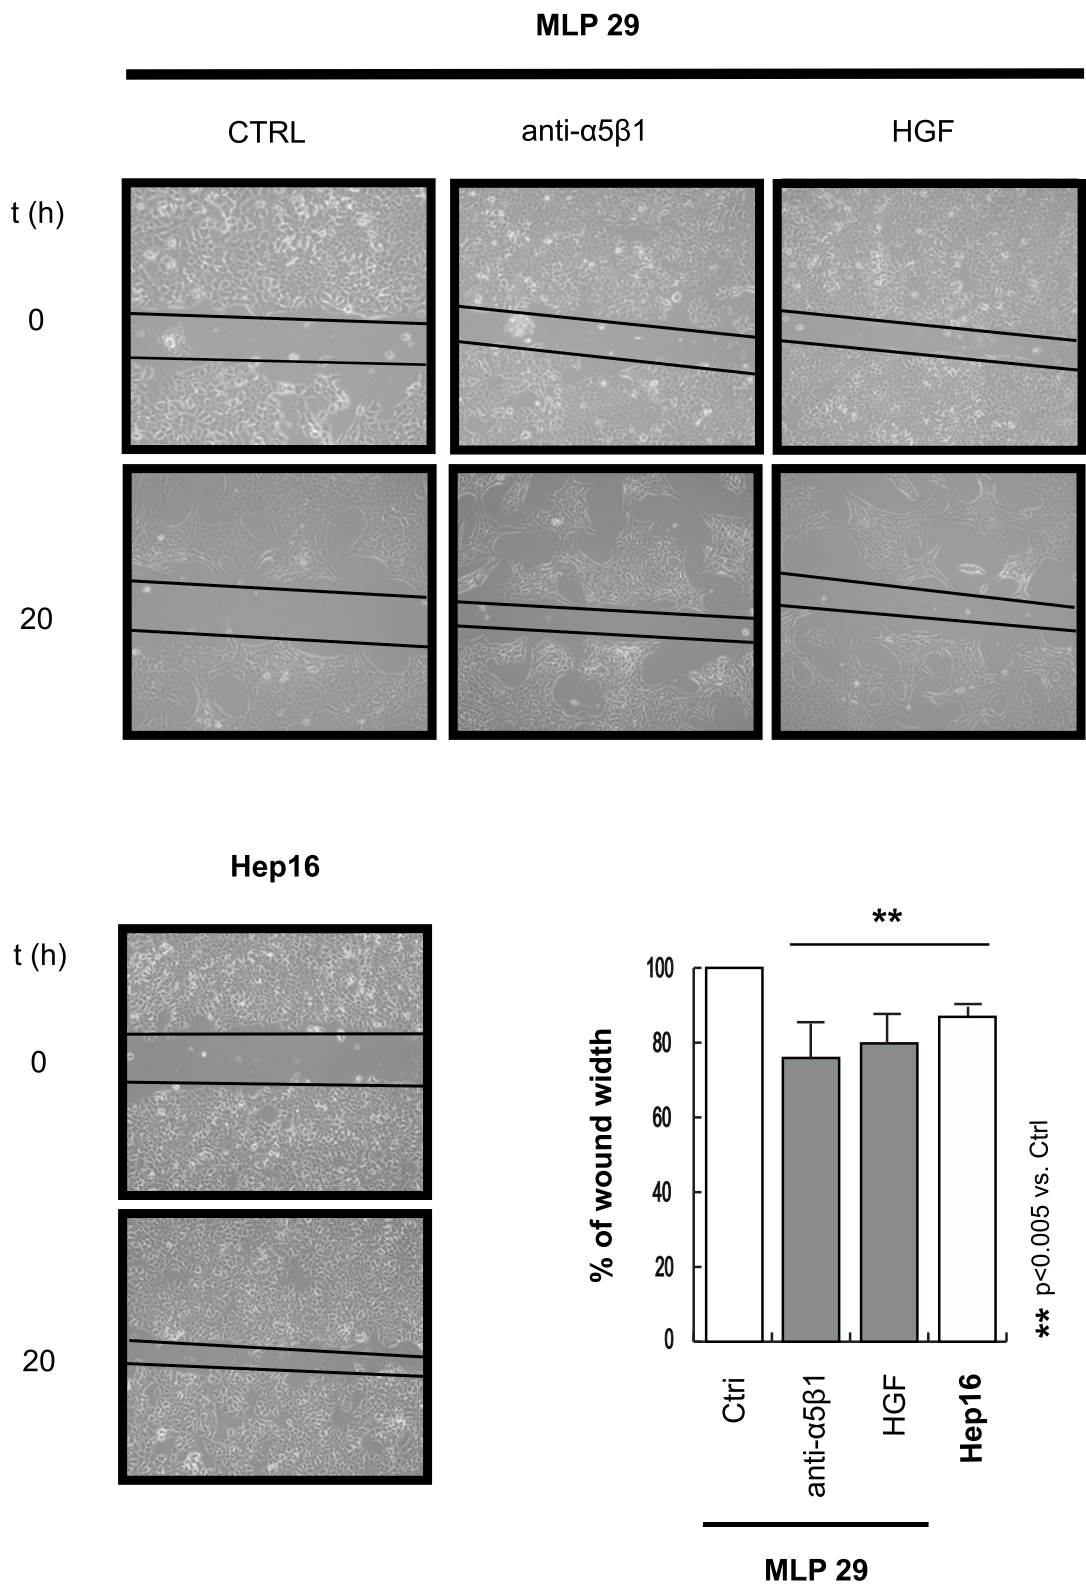 MLP 29
CTRL
anti-α5β1
HGF
t (h)
0
20
Hep16
t (h)
0
20
**
100
80
60
40
20
0
% of wound width
Ctri
anti-α5β1
HGF
Hep16
MLP 29
** p<0.005 vs. Ctrl